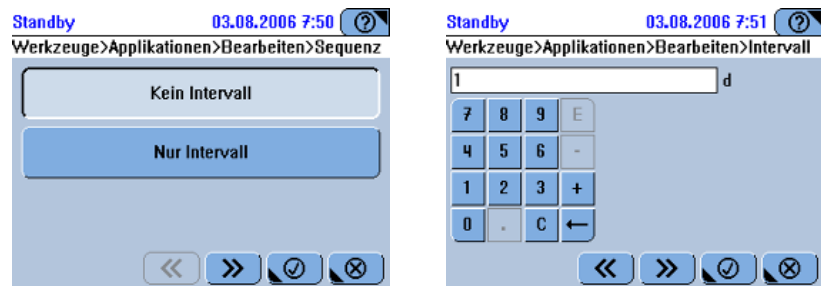 Standby 03.08.2006 7:50 ?
Werkzeuge>Applikationen>Bearbeiten>Sequenz
Kein Intervall
Nur Intervall
Standby 03.08.2006 7:51 ?
Werkzeuge>Applikationen>Bearbeiten>Intervall
1 d
7 8 9 E
4 5 6 -
1 2 3 +
0 . C ←